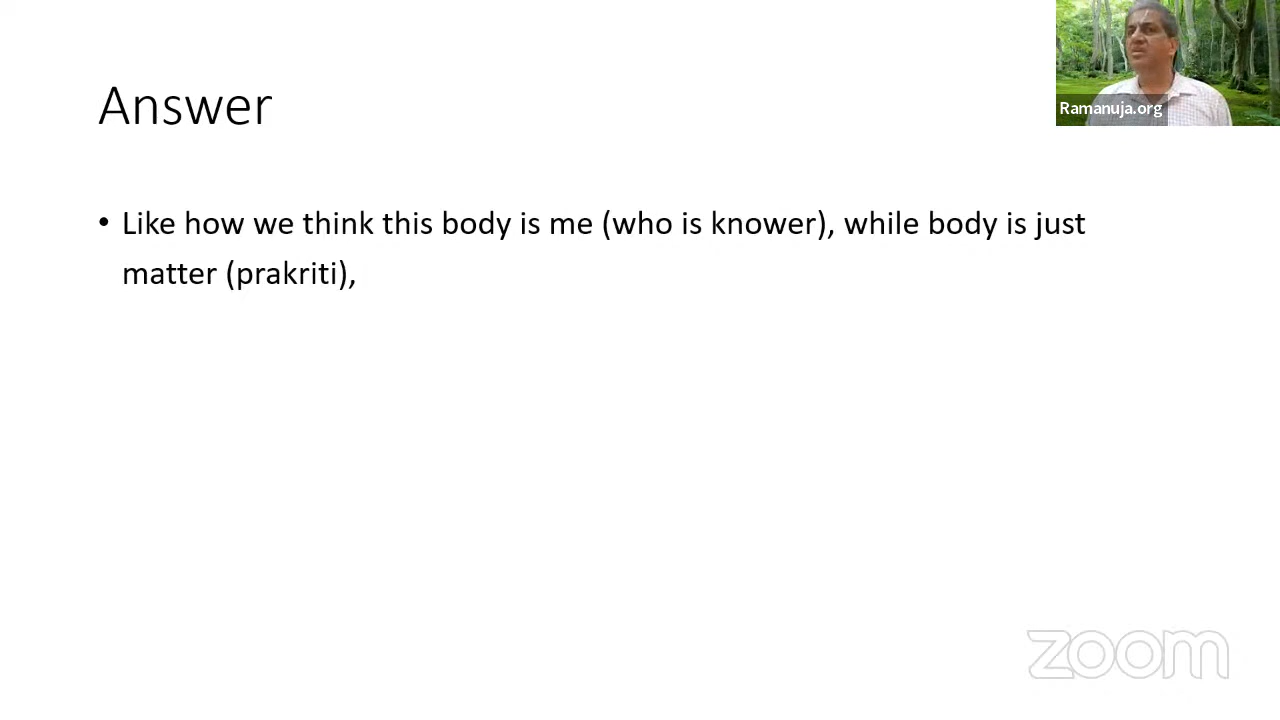 Answer
Ramanuja.org
• Like how we think this body is me (who is knower), while body is just
matter (prakriti),
zoom